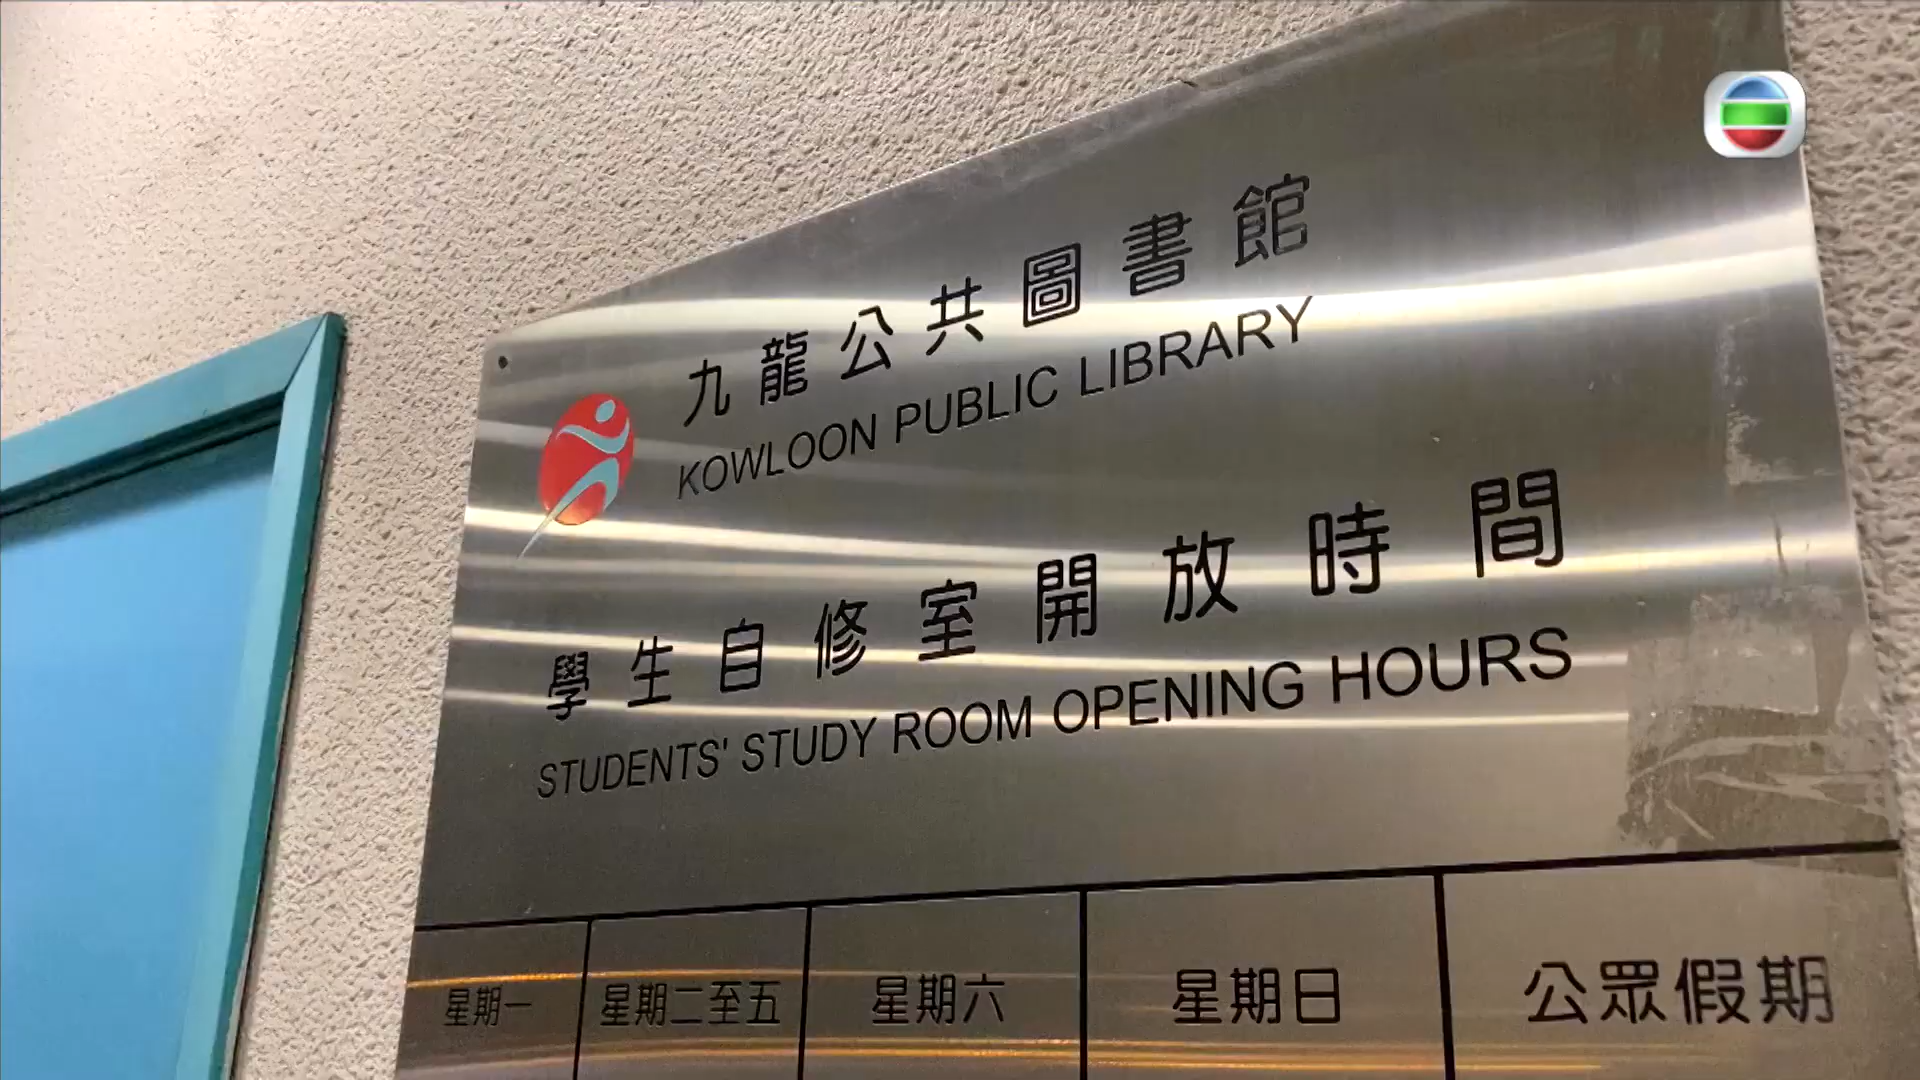 九龍公共圖書館
KOWLOON PUBLIC LIBRARY
學生自修室開放時間
STUDENTS' STUDY ROOM OPENING HOURS
星期一 星期二至五 星期六 星期日 公眾假期